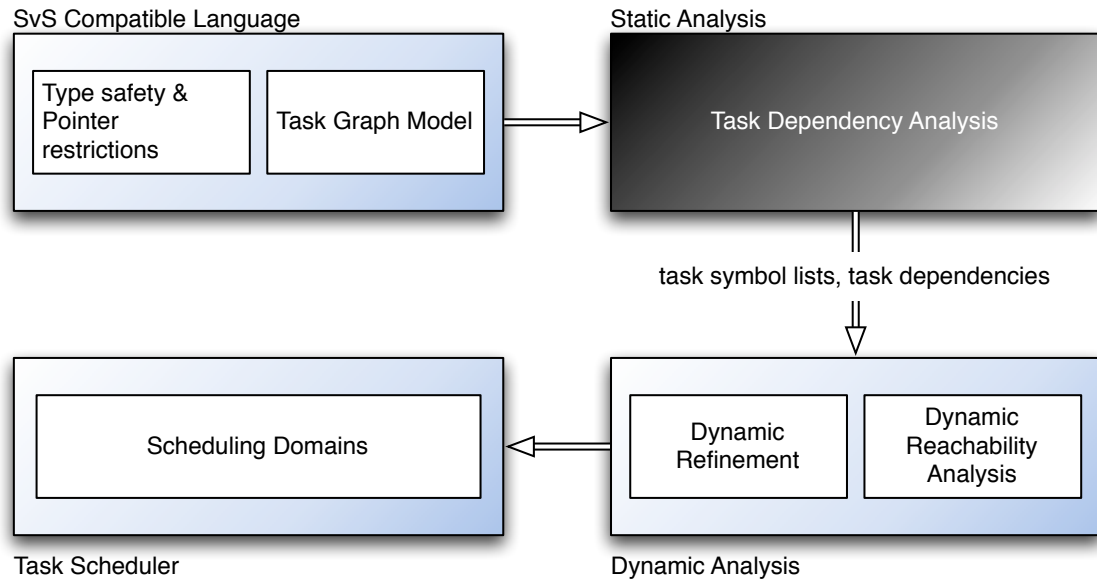 SvS Compatible Language
Type safety &
Pointer
restrictions
Task Graph Model
Static Analysis
Task Dependency Analysis
task symbol lists, task dependencies
Scheduling Domains
Task Scheduler
Dynamic
Refinement
Dynamic
Reachability
Analysis
Dynamic Analysis